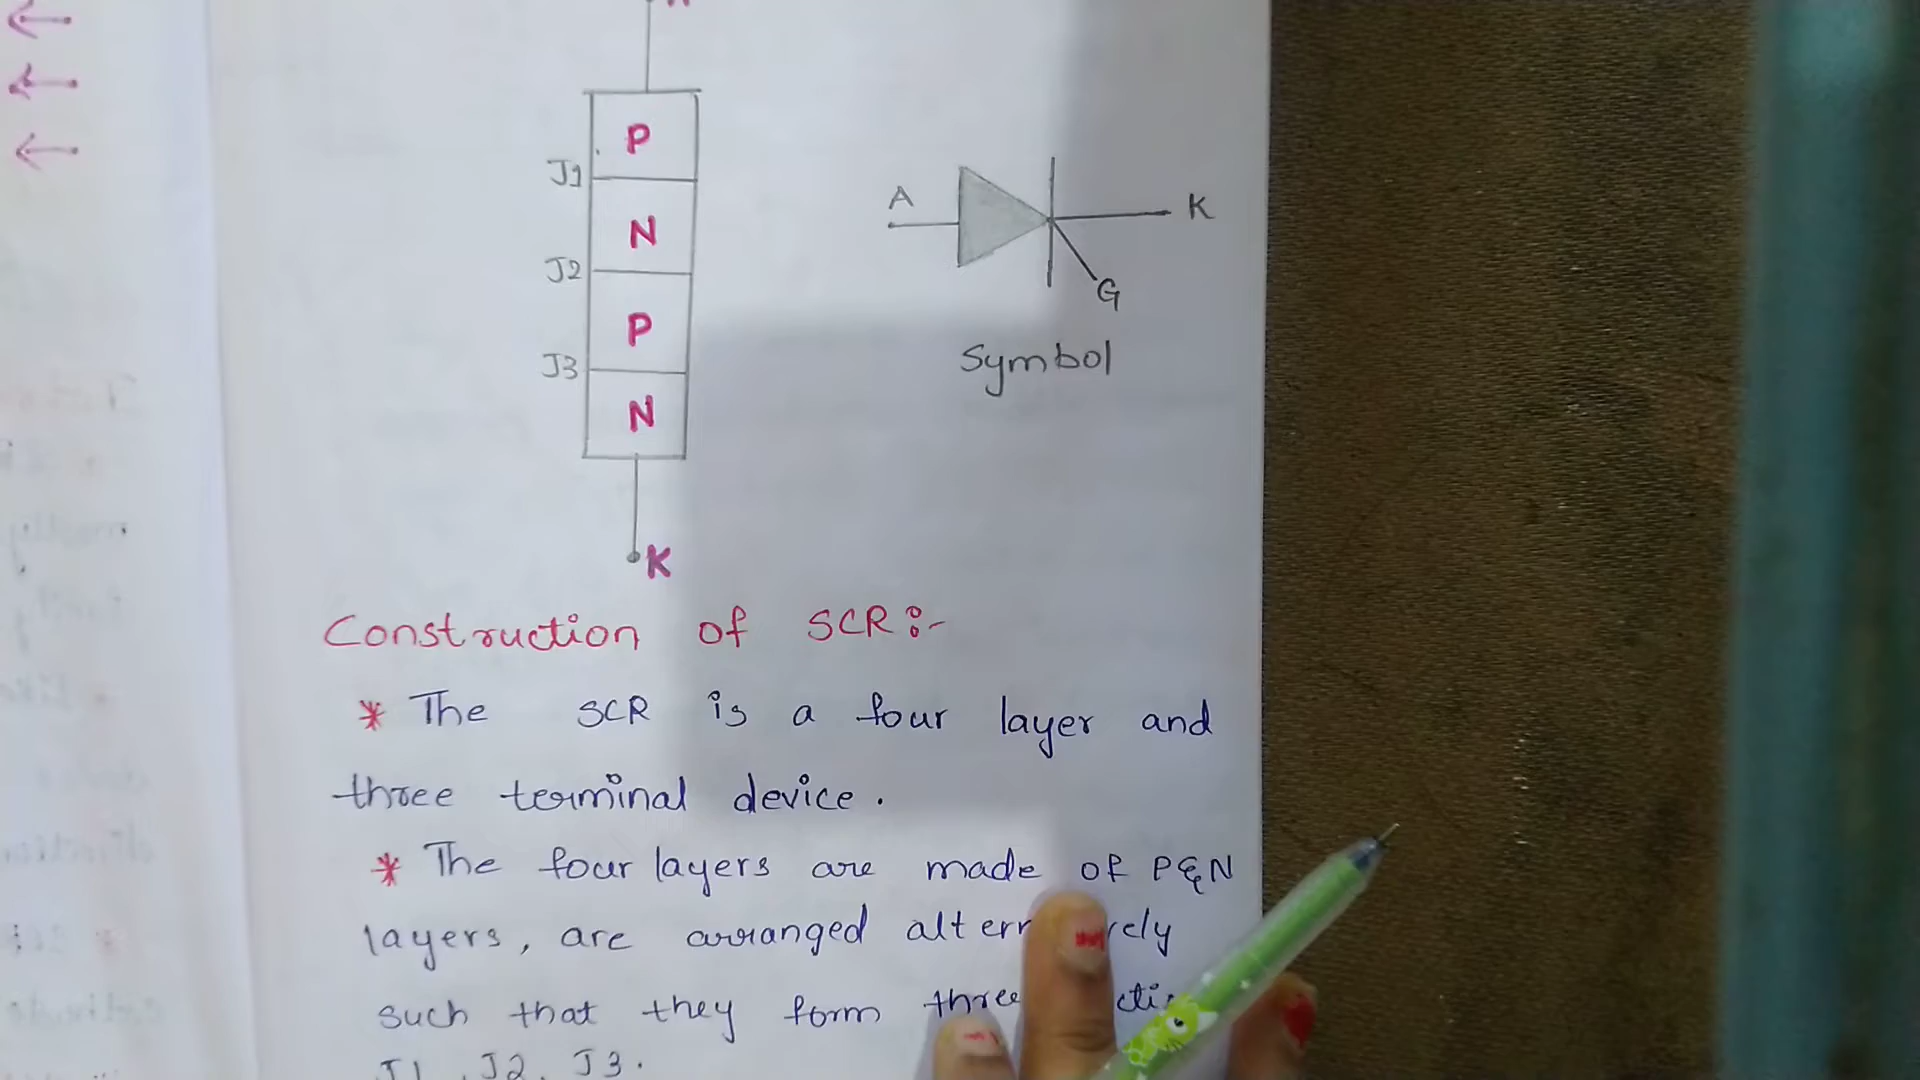 P
J1
N
J2
P
J3
N
K
A
K
G
Symbol
Construction of SCR:-
* The SCR is a four layer and
three terminal device.
* The four layers are made of P&N
layers, are arranged
such that they form three
J1, J2, J3.